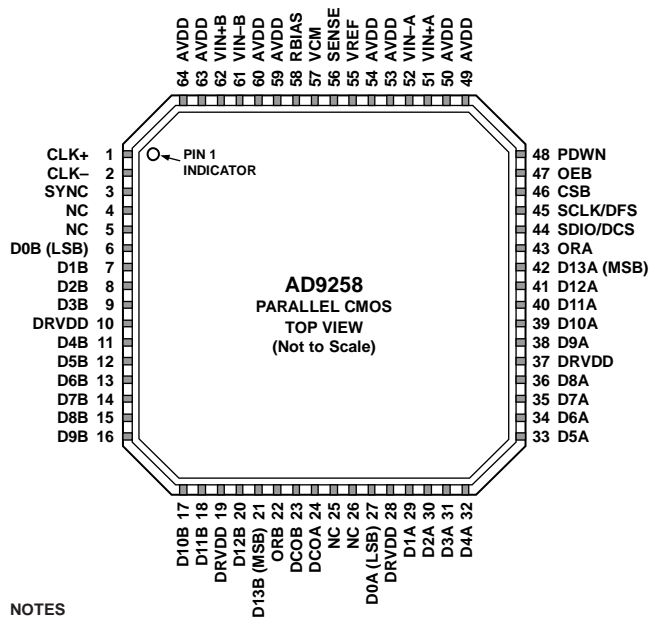 64 AVDD
63 AVDD
62 VIN+B
61 VIN–B
60 AVDD
59 AVDD
58 RBIAS
57 VCM
56 SENSE
55 VREF
54 AVDD
53 AVDD
52 VIN–A
51 VIN+A
50 AVDD
49 AVDD
CLK+ 1
CLK– 2
SYNC 3
NC 4
NC 5
D0B (LSB) 6
D1B 7
D2B 8
D3B 9
DRVDD 10
D4B 11
D5B 12
D6B 13
D7B 14
D8B 15
D9B 16
PIN 1
INDICATOR
AD9258
PARALLEL CMOS
TOP VIEW
(Not to Scale)
48 PDWN
47 OEB
46 CSB
45 SCLK/DFS
44 SDIO/DCS
43 ORA
42 D13A (MSB)
41 D12A
40 D11A
39 D10A
38 D9A
37 DRVDD
36 D8A
35 D7A
34 D6A
33 D5A
D10B 17
D11B 18
DRVDD 19
D12B 20
D13B (MSB) 21
ORB 22
DCOB 23
DCOA 24
NC 25
NC 26
D0A (LSB) 27
DRVDD 28
D1A 29
D2A 30
D3A 31
D4A 32
NOTES